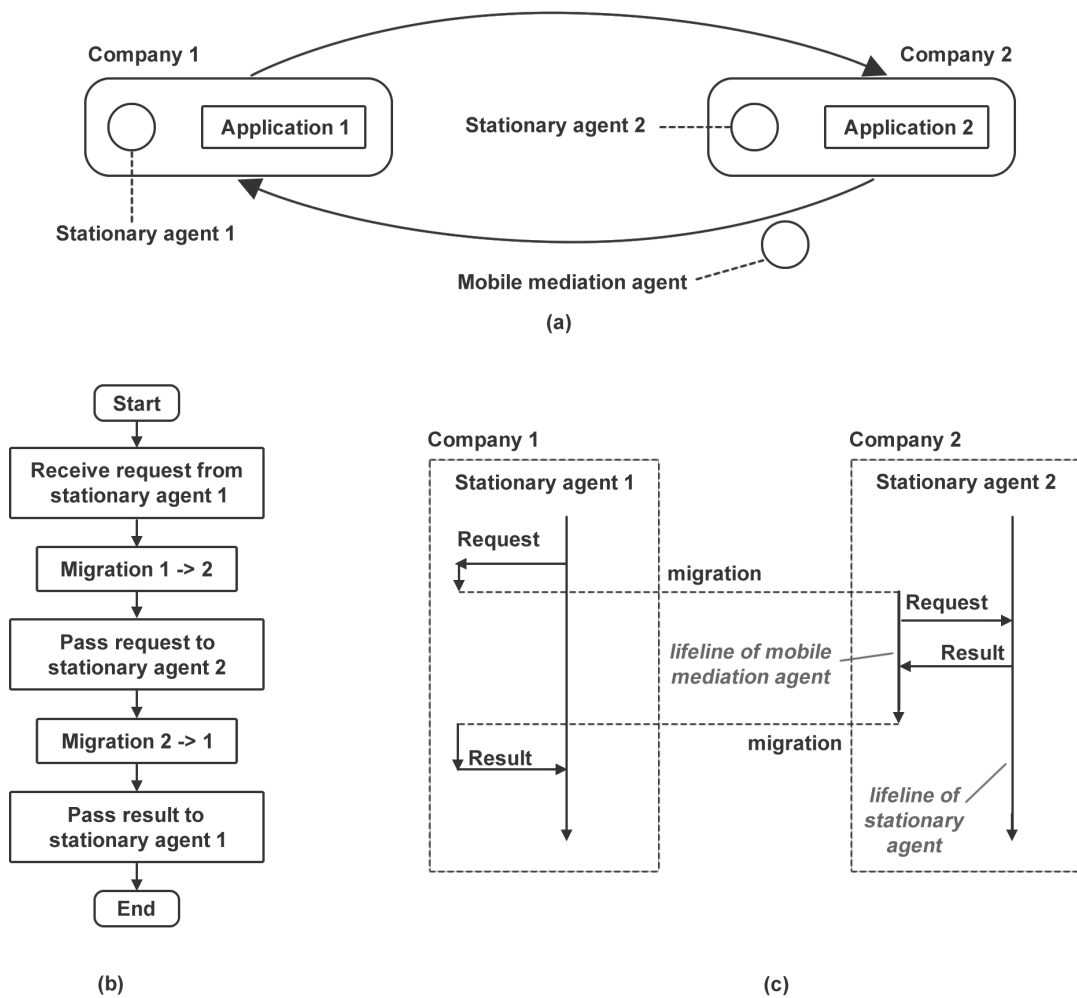 Company 1
Company 2
Application 1
Stationary agent 2
Application 2
Stationary agent 1
Mobile mediation agent
(a)
Start
Receive request from
stationary agent 1
Migration 1 -> 2
Pass request to
stationary agent 2
Migration 2 -> 1
Pass result to
stationary agent 1
End
(b)
Company 1
Company 2
Stationary agent 1
Stationary agent 2
Request
migration
Request
lifeline of mobile
mediation agent
Result
migration
Result
lifeline of
stationary
agent
(c)